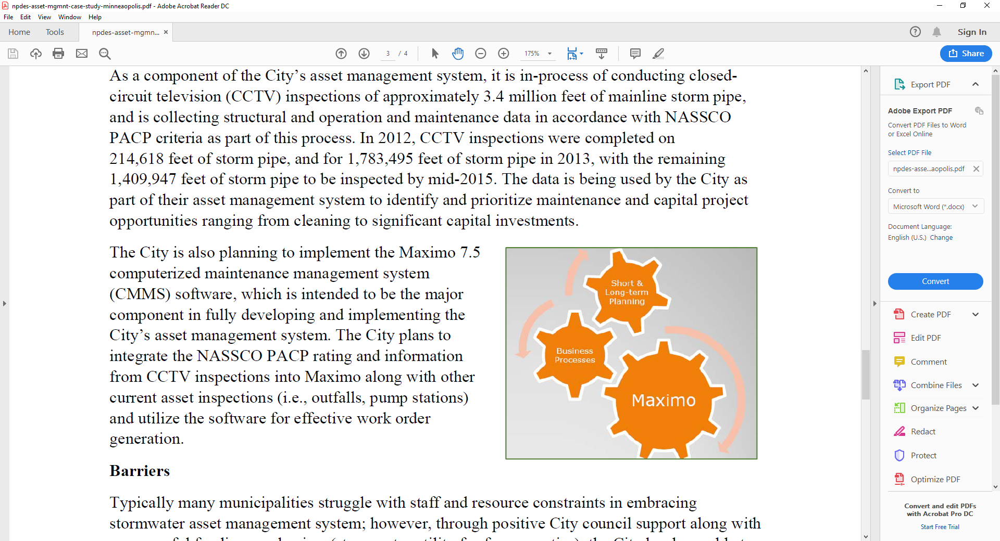 npdes-asset-mgmnt-case-study-minneaopolis.pdf - Adobe Acrobat Reader DC
File Edit View Window Help
Home Tools npdes-asset-mgmn... Sign In
3 / 4 175% Share
As a component of the City’s asset management system, it is in-process of conducting closed-
circuit television (CCTV) inspections of approximately 3.4 million feet of mainline storm pipe,
and is collecting structural and operation and maintenance data in accordance with NASSCO
PACP criteria as part of this process. In 2012, CCTV inspections were completed on
214,618 feet of storm pipe, and for 1,783,495 feet of storm pipe in 2013, with the remaining
1,409,947 feet of storm pipe to be inspected by mid-2015. The data is being used by the City as
part of their asset management system to identify and prioritize maintenance and capital project
opportunities ranging from cleaning to significant capital investments.
The City is also planning to implement the Maximo 7.5
computerized maintenance management system
(CMMS) software, which is intended to be the major
component in fully developing and implementing the
City’s asset management system. The City plans to
integrate the NASSCO PACP rating and information
from CCTV inspections into Maximo along with other
current asset inspections (i.e., outfalls, pump stations)
and utilize the software for effective work order
generation.
Short &
Long-term
Planning
Business
Processes
Maximo
Barriers
Typically many municipalities struggle with staff and resource constraints in embracing
stormwater asset management system; however, through positive City council support along with
Export PDF
Adobe Export PDF
Convert PDF Files to Word
or Excel Online
Select PDF File
npdes-asse...aopolis.pdf
Convert to
Microsoft Word (*.docx)
Document Language:
English (U.S.) Change
Convert
Create PDF
Edit PDF
Comment
Combine Files
Organize Pages
Redact
Protect
Optimize PDF
Convert and edit PDFs
with Acrobat Pro DC
Start Free Trial